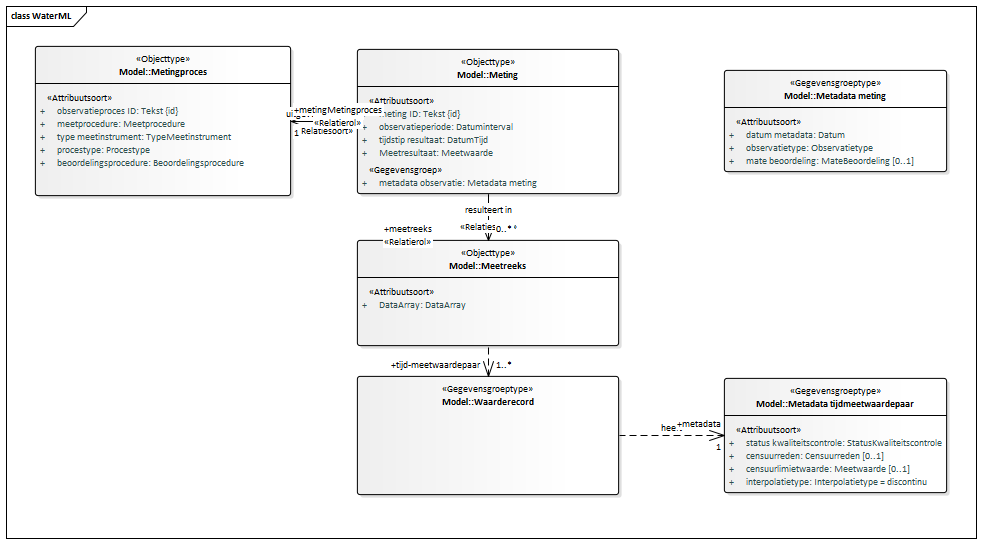 class WaterML
«Objecttype»
Model::Metingproces
«Attribuutsoort»
+ observatieproces ID: Tekst {id}
+ meetprocedure: Meetprocedure
+ type meetinstrument: TypeMeetinstrument
+ procestype: Procestype
+ beoordelingsprocedure: Beoordelingsprocedure
+metingMetingproces
«Relatierol»
1
Relatiesoort»
«Objecttype»
Model::Meting
«Attribuutsoort»
meting ID: Tekst {id}
+ observatieperiode: Datuminterval
+ tijdstip resultaat: DatumTijd
+ Meetresultaat: Meetwaarde
«Gegevensgroep»
+ metadata observatie: Metadata meting
«Gegevensgroeptype»
Model::Metadata meting
«Attribuutsoort»
+ datum metadata: Datum
+ observatietype: Observatietype
+ mate beoordeling: MateBeoordeling [0..1]
resulteert in
«Relaties
0..*
+meetreeks
«Relatierol»
«Objecttype»
Model::Meetreeks
«Attribuutsoort»
+ DataArray: DataArray
+tijd-meetwaardepaar
1..*
«Gegevensgroeptype»
Model::Waarderecord
hee
+metadata
1
«Gegevensgroeptype»
Model::Metadata tijdmeetwaardepaar
«Attribuutsoort»
+ status kwaliteitscontrole: StatusKwaliteitscontrole
+ censuurreden: Censuurreden [0..1]
+ censuurlimietwaarde: Meetwaarde [0..1]
+ interpolatietype: Interpolatietype = discontinu